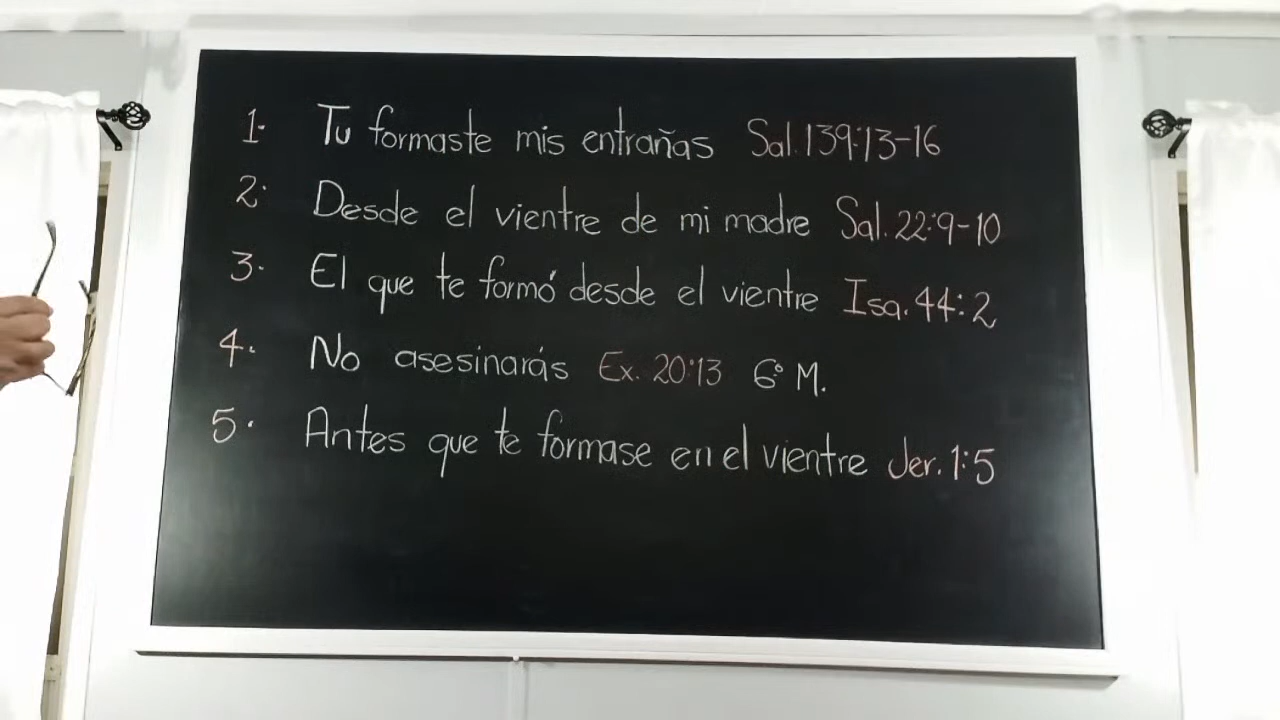 1. Tu formaste mis entrañas Sal. 139:13-16
2. Desde el vientre de mi madre Sal. 22:9-10
3. El que te formó desde el vientre Isa. 44:2
4. No asesinarás Ex. 20:13 6° M.
5. Antes que te formase en el vientre Jer. 1:5